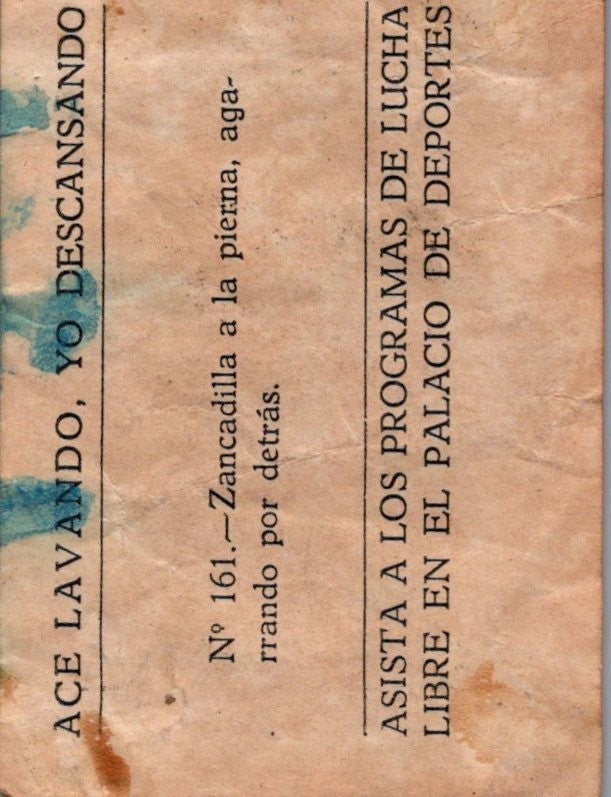 ACE LAVANDO, YO DESCANSANDO
Nº 161.—Zancadilla a la pierna, aga-
rrando por detrás.
ASISTA A LOS PROGRAMAS DE LUCHA
LIBRE EN EL PALACIO DE DEPORTES